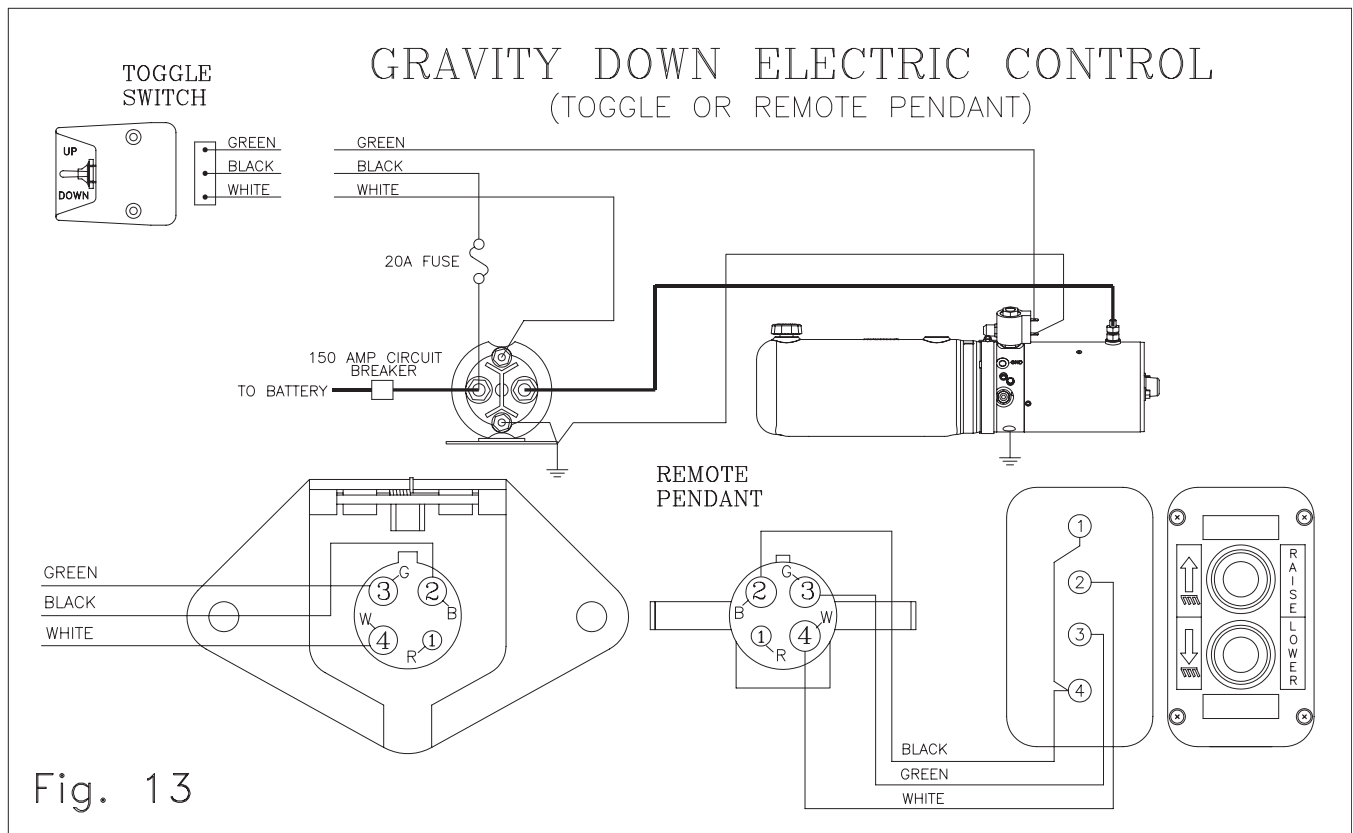 GRAVITY DOWN ELECTRIC CONTROL
(TOGGLE OR REMOTE PENDANT)
TOGGLE
SWITCH
UP
DOWN
GREEN
BLACK
WHITE
GREEN
BLACK
WHITE
20A FUSE
150 AMP CIRCUIT
BREAKER
TO BATTERY
GND
REMOTE
PENDANT
GREEN
BLACK
WHITE
G
3
2
W
B
4
1
R
G
2
3
B
W
1
4
R
1
2
3
4
RAISE
LOWER
BLACK
GREEN
WHITE
Fig. 13